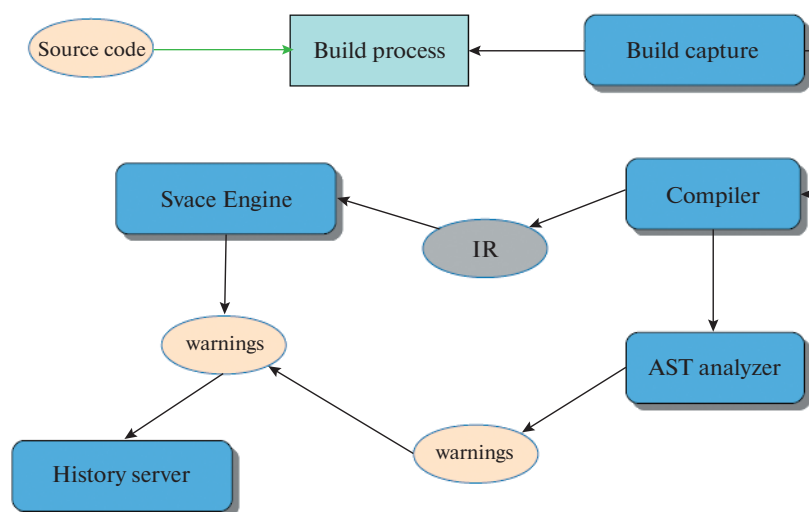 Source code
Build process
Build capture
Svace Engine
Compiler
IR
warnings
AST analyzer
warnings
History server